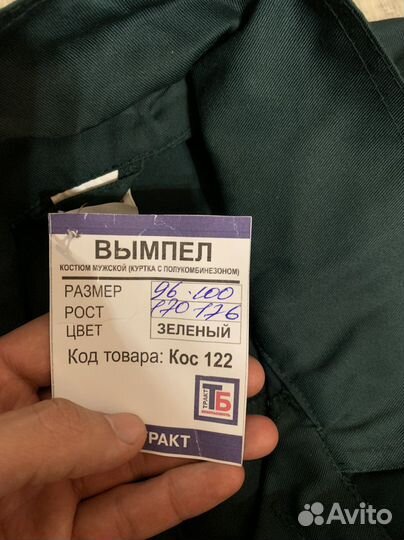 ВЫМПЕЛ
КОСТЮМ МУЖСКОЙ (КУРТКА С ПОЛУКОМБИНЕЗОНОМ)
РАЗМЕР 96-100
РОСТ 170-176
ЦВЕТ ЗЕЛЕНЫЙ
Код товара: Кос 122
ТРАКТ
ТБ
БЕЗОПАСНОСТЬ
РАКТ
Avito